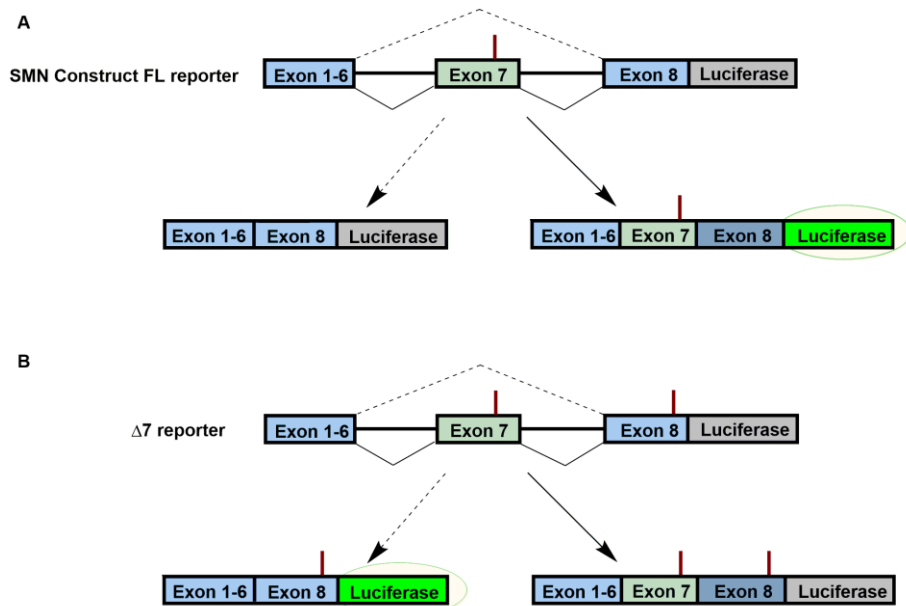 A
SMN Construct FL reporter
Exon 1-6 Exon 7 Exon 8 Luciferase
Exon 1-6 Exon 8 Luciferase
Exon 1-6 Exon 7 Exon 8 Luciferase
B
Δ7 reporter
Exon 1-6 Exon 7 Exon 8 Luciferase
Exon 1-6 Exon 8 Luciferase
Exon 1-6 Exon 7 Exon 8 Luciferase